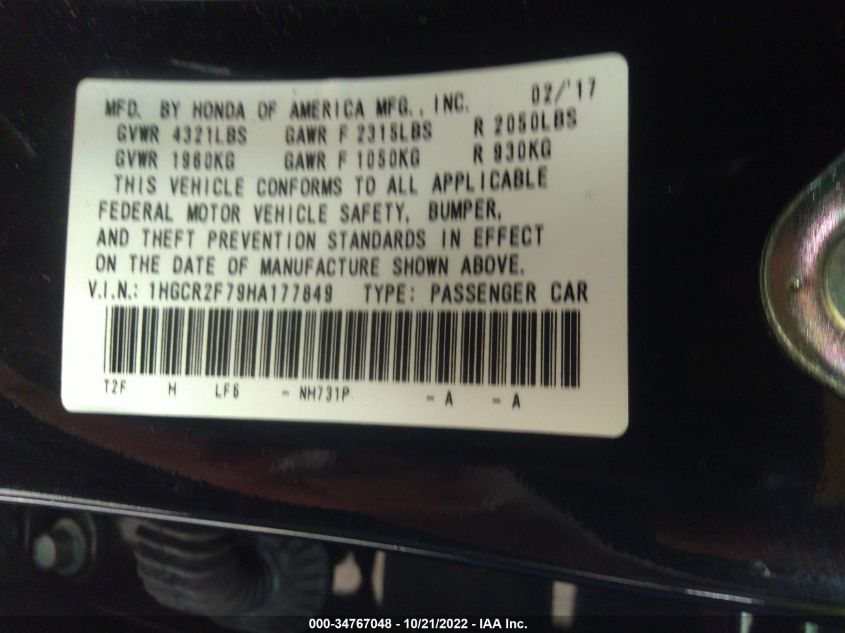 MFD. BY HONDA OF AMERICA MFG., INC. 02/'17
GVWR 4321LBS GAWR F 2315LBS R 2050LBS
GVWR 1960KG GAWR F 1050KG R 930KG
THIS VEHICLE CONFORMS TO ALL APPLICABLE
FEDERAL MOTOR VEHICLE SAFETY, BUMPER,
AND THEFT PREVENTION STANDARDS IN EFFECT
ON THE DATE OF MANUFACTURE SHOWN ABOVE.
V.I.N.: 1HGCR2F79HA177849 TYPE: PASSENGER CAR
T2F H LF6 - NH731P - A - A
000-34767048 - 10/21/2022 - IAA Inc.